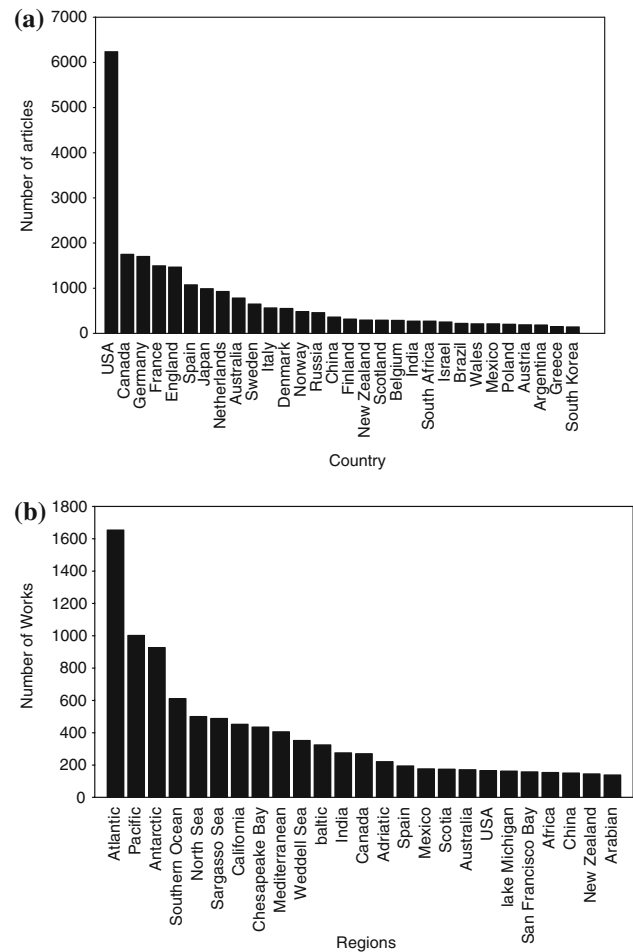 (a)
7000
6000
5000
4000
3000
2000
1000
0
Number of articles
USA
Canada
Germany
France
England
Spain
Japan
Netherlands
Australia
Sweden
Italy
Denmark
Norway
Russia
China
Finland
New Zealand
Scotland
Belgium
India
South Africa
Israel
Brazil
Wales
Mexico
Poland
Austria
Argentina
Greece
South Korea
Country
(b)
1800
1600
1400
1200
1000
800
600
400
200
0
Number of Works
Atlantic
Pacific
Antarctic
Southern Ocean
North Sea
Sargasso Sea
California
Chesapeake Bay
Mediterranean
Weddell Sea
baltic
India
Canada
Adriatic
Spain
Mexico
Scotia
Australia
USA
lake Michigan
San Francisco Bay
Africa
China
New Zealand
Arabian
Regions